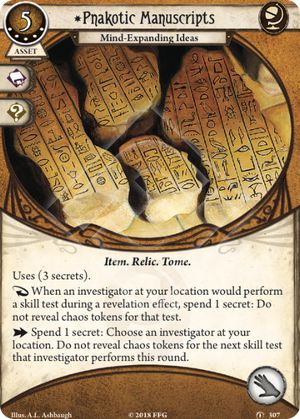 5
ASSET
*Pnakotic Manuscripts
Mind-Expanding Ideas
?
Item. Relic. Tome.
Uses (3 secrets).
When an investigator at your location would perform
a skill test during a revelation effect, spend 1 secret: Do
not reveal chaos tokens for that test.
Spend 1 secret: Choose an investigator at your
location. Do not reveal chaos tokens for the next skill test
that investigator performs this round.
Illus. A.L. Ashbaugh
© 2018 FFG
307